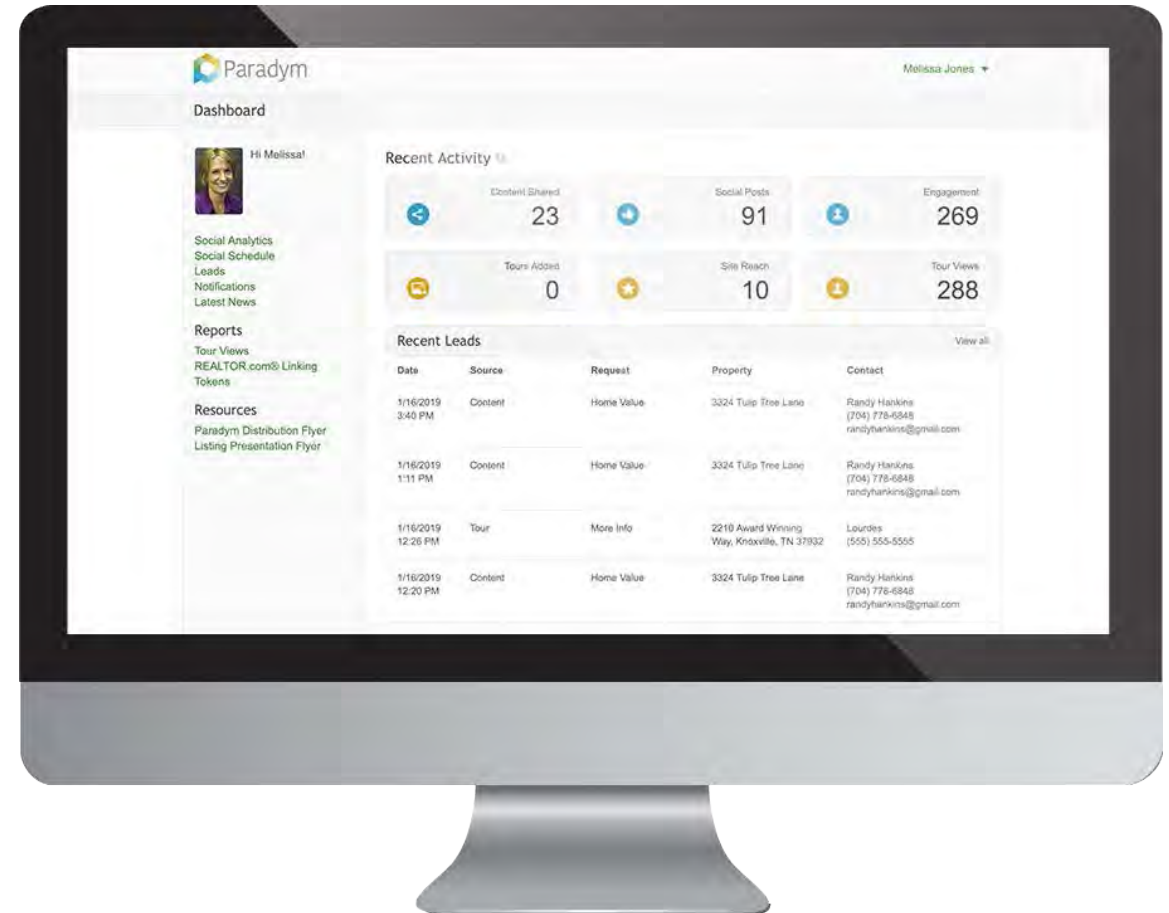 Paradym
Melissa Jones
Dashboard
Hi Melissa!
Social Analytics
Social Schedule
Leads
Notifications
Latest News
Reports
Tour Views
REALTOR.com® Linking
Tokens
Resources
Paradym Distribution Flyer
Listing Presentation Flyer
Recent Activity
Content Shared
23
Social Posts
91
Engagement
269
Tours Added
0
Site Reach
10
Tour Views
288
Recent Leads View all
Date Source Request Property Contact
1/16/2019 Content Home Value 3324 Tulip Tree Lane Randy Hankins
3:40 PM (704) 778-6848
randyhankins@gmail.com
1/16/2019 Content Home Value 3324 Tulip Tree Lane Randy Hankins
1:11 PM (704) 778-6848
randyhankins@gmail.com
1/16/2019 Tour More Info 2210 Award Winning Lourdes
12:26 PM Way, Knoxville, TN 37932 (555) 555-5555
1/16/2019 Content Home Value 3324 Tulip Tree Lane Randy Hankins
12:20 PM (704) 778-6848
randyhankins@gmail.com